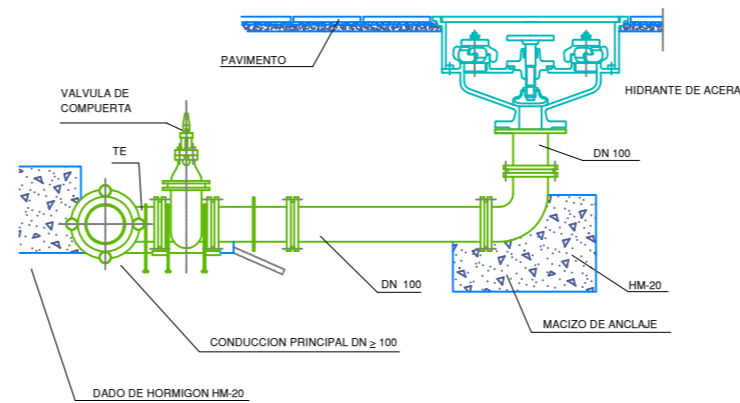 PAVIMENTO
HIDRANTE DE ACERA
VALVULA DE
COMPUERTA
TE
DN 100
DN 100
HM-20
MACIZO DE ANCLAJE
CONDUCCION PRINCIPAL DN ≥ 100
DADO DE HORMIGON HM-20